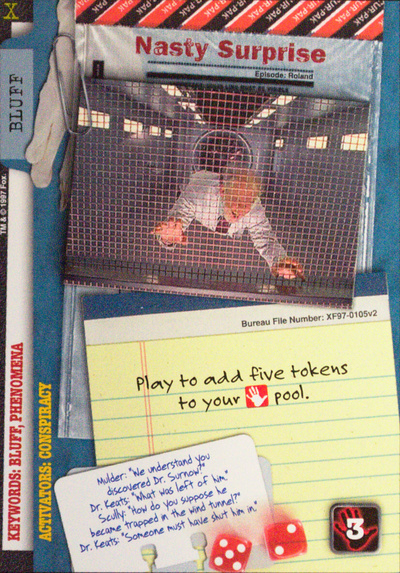 X
BLUFF
TM & © 1997 Fox.
KEYWORDS: BLUFF, PHENOMENA
ACTIVATORS: CONSPIRACY
Nasty Surprise
Episode: Roland
Bureau File Number: XF97-0105v2
Play to add five tokens
to your pool.
Mulder: "We understand you
discovered Dr. Surnow?"
Dr. Keats: "What was left of him"
Scully: "How do you suppose he
became trapped in the wind tunnel?"
Dr. Keats: "Someone must have shut him in."
3